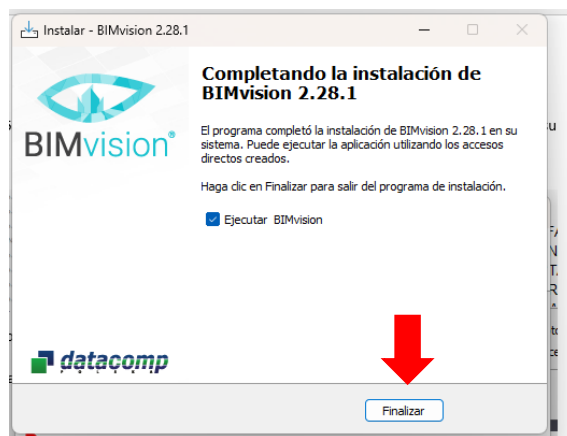 Instalar - BIMvision 2.28.1
Completando la instalación de
BIMvision 2.28.1
BIMvision®
El programa completó la instalación de BIMvision 2.28.1 en su
sistema. Puede ejecutar la aplicación utilizando los accesos
directos creados.
Haga clic en Finalizar para salir del programa de instalación.
Ejecutar BIMvision
datacomp
Finalizar